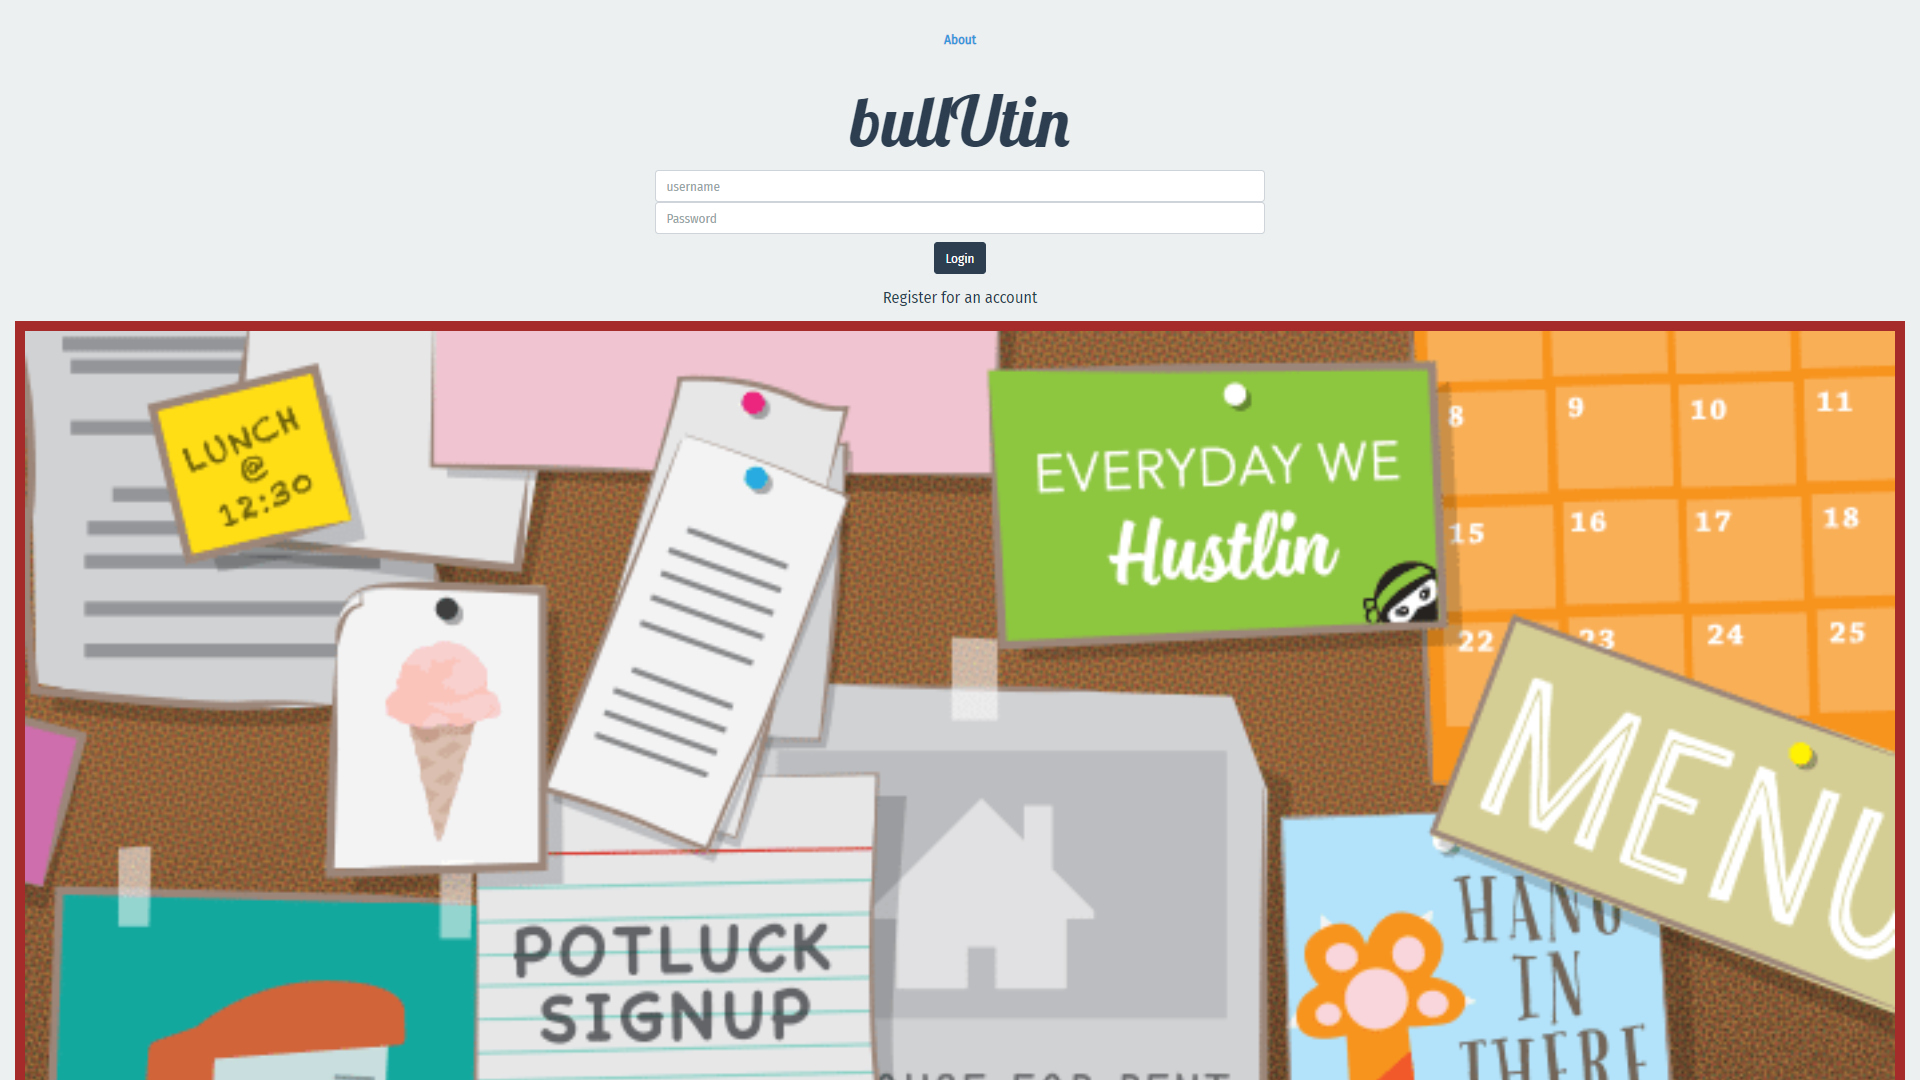 About
bullUtin
username
Password
Login
Register for an account
LUNCH
@
12:30
EVERYDAY WE
Hustlin
8 9 10 11
15 16 17 18
22 23 24 25
MENU
POTLUCK
SIGNUP
HANG
IN
THERE
FOR RENT